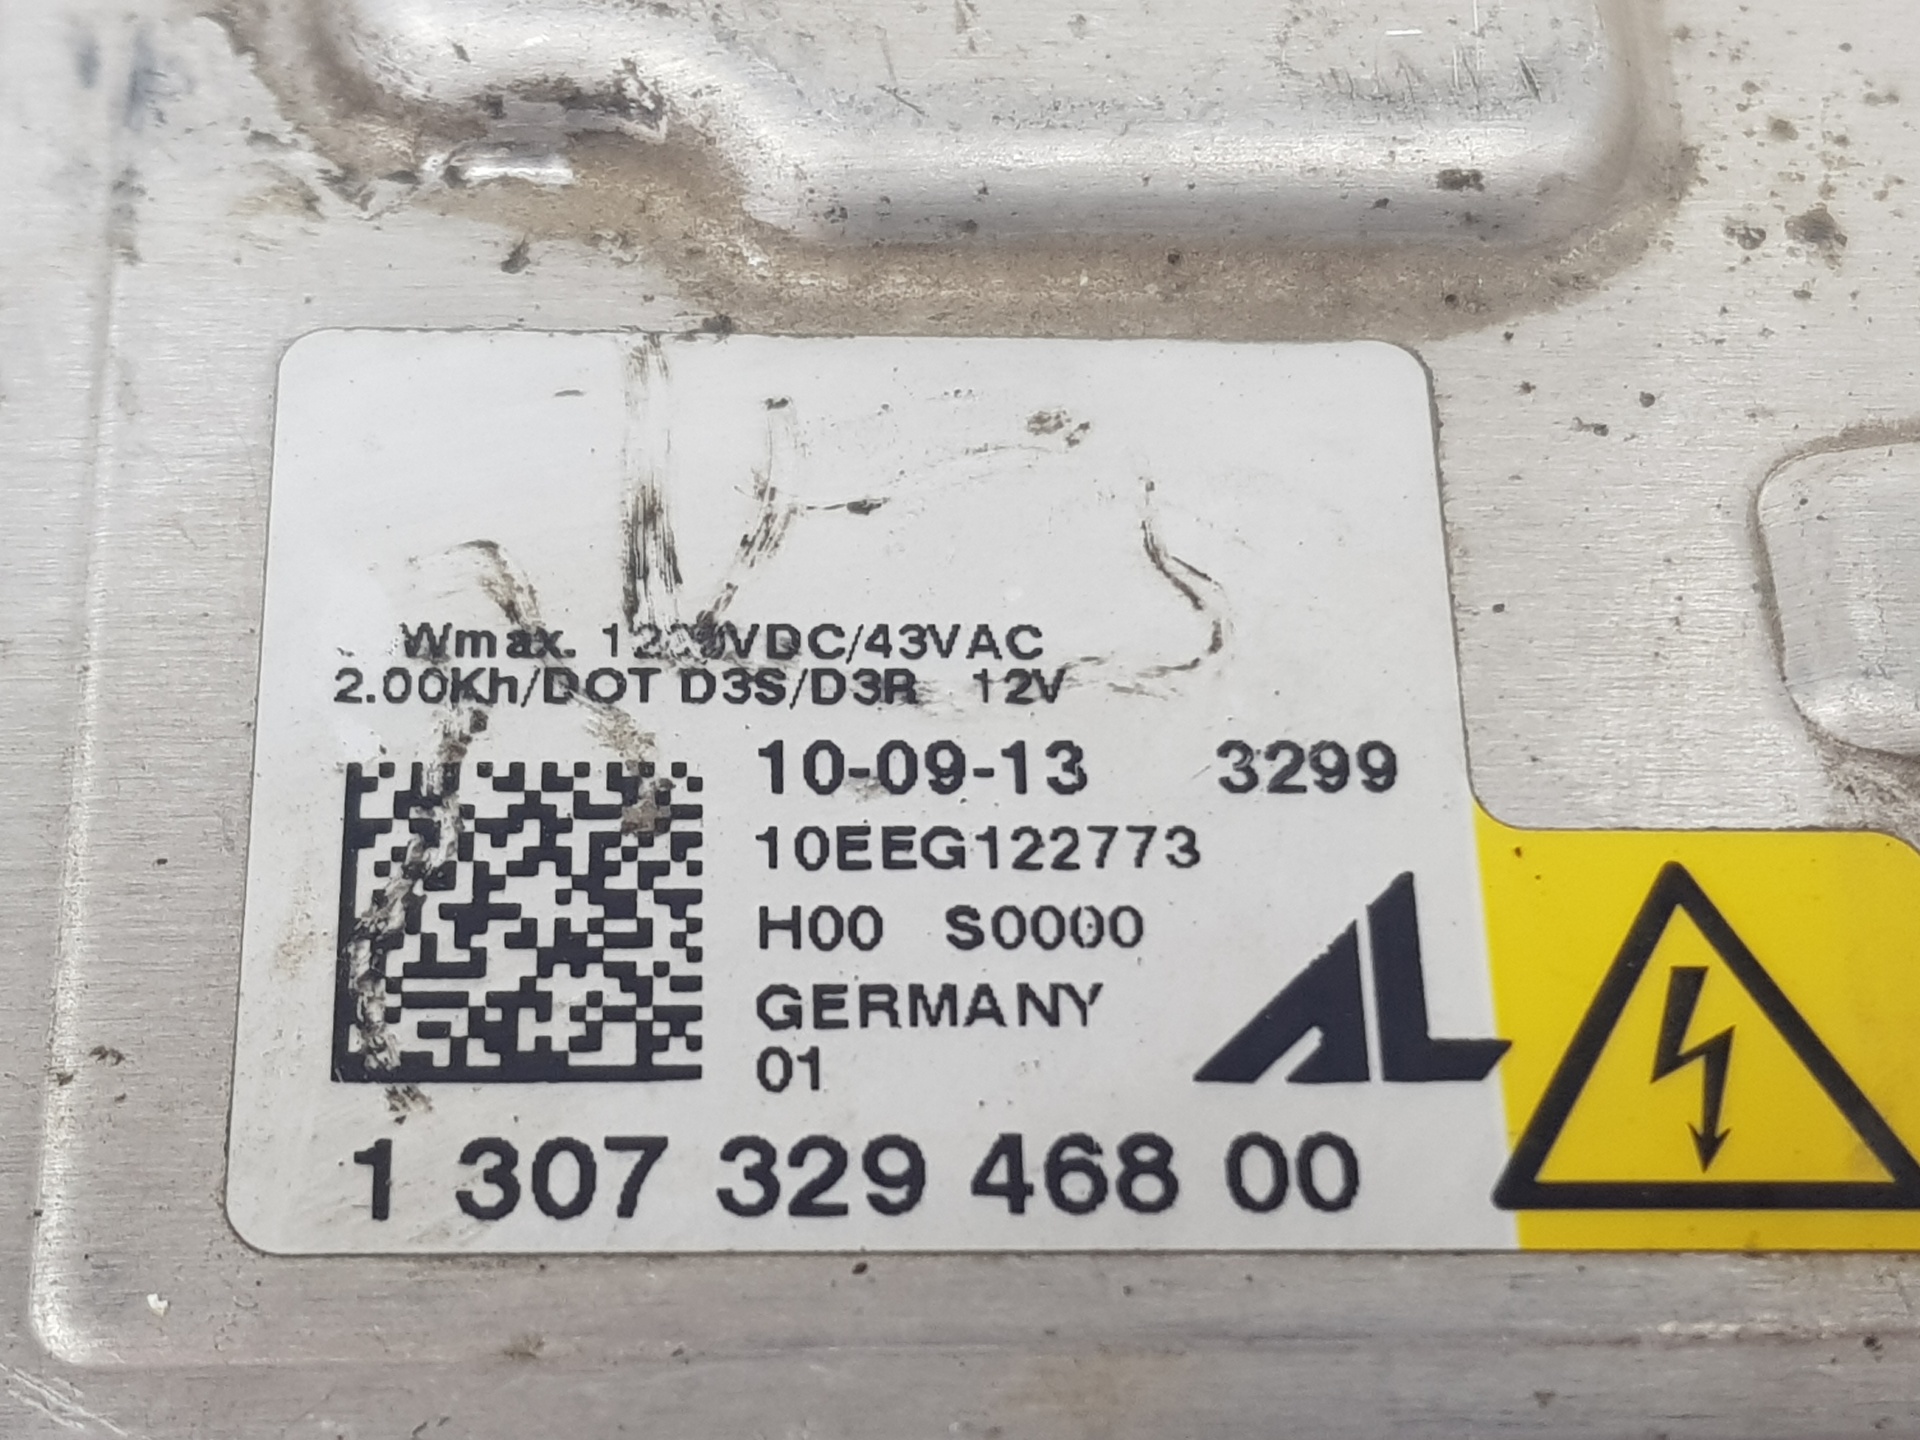 Wmax. VDC/43VAC
2.00Kh/DOT D3S/D3R 12V
10-09-13 3299
10EEG122773
H00 S0000
GERMANY
01
AL
1 307 329 468 00